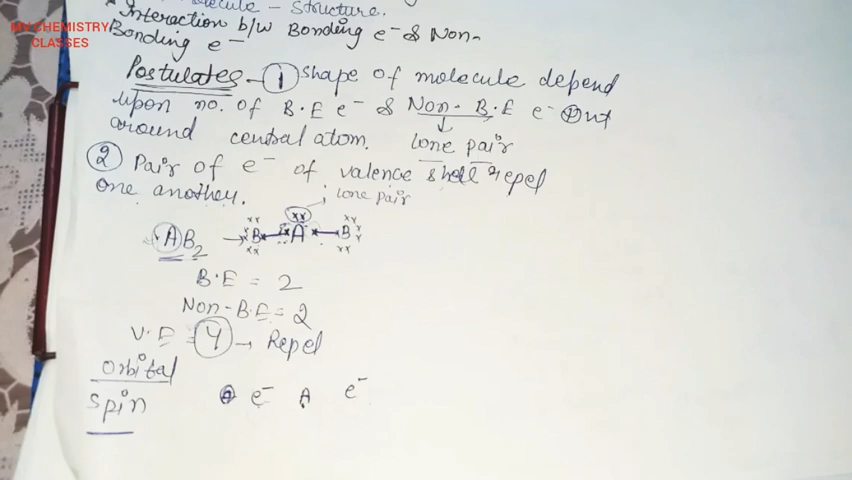 molecule - Structure.
* Interaction b/w Bonding e- & Non-
MY CHEMISTRY
CLASSES
Bonding e-
Postulates - ① Shape of molecule depend
upon no. of B.E e- & Non-B.E e-
around central atom. lone pair
② Pair of e- of valence shell repel
one another.
lone pair
AB2 → B A B
B.E = 2
Non-B.E = 2
V.E = 4 → Repel
Orbital
Spin e- A e-